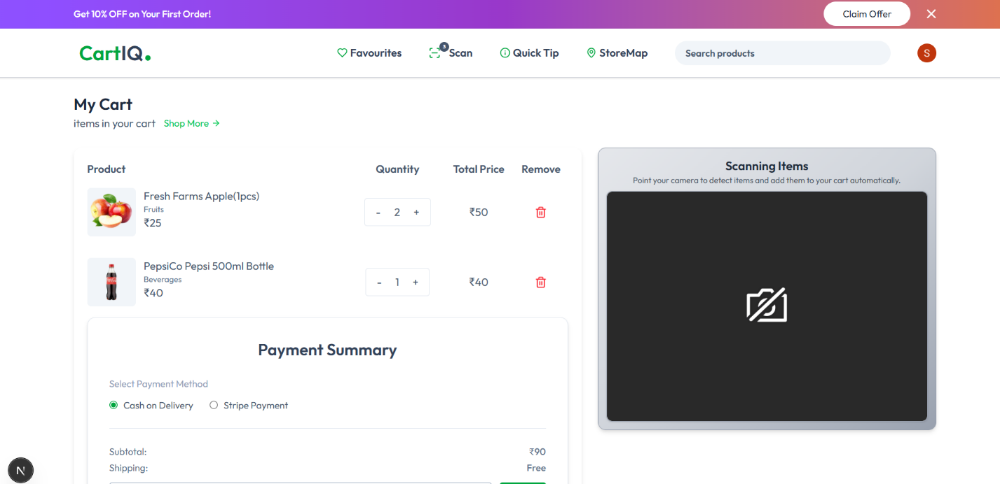 Get 10% OFF on Your First Order!
Claim Offer
CartIQ.
Favourites
3
Scan
Quick Tip
StoreMap
Search products
S
My Cart
items in your cart Shop More →
Product Quantity Total Price Remove
Fresh Farms Apple(1pcs)
Fruits
₹25
- 2 + ₹50
PepsiCo Pepsi 500ml Bottle
Beverages
₹40
- 1 + ₹40
Payment Summary
Select Payment Method
Cash on Delivery Stripe Payment
Subtotal: ₹90
Shipping: Free
Scanning Items
Point your camera to detect items and add them to your cart automatically.
N